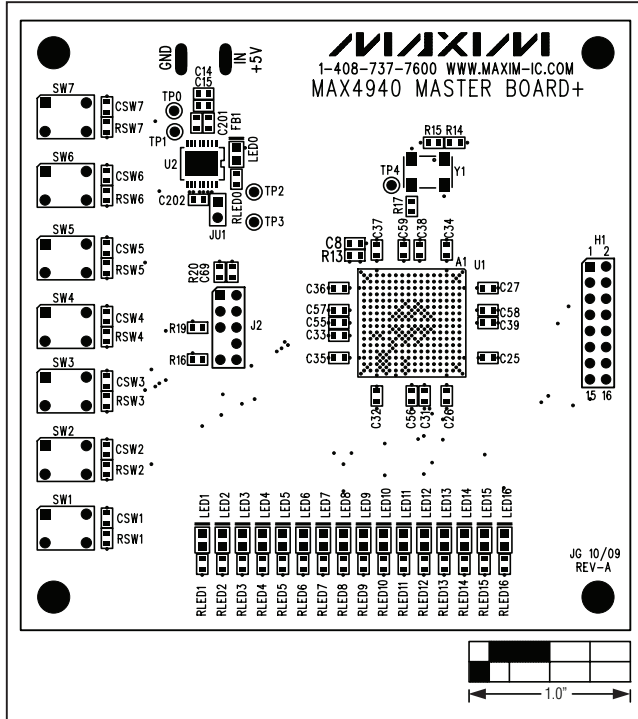 MAXIM
1-408-737-7600 WWW.MAXIM-IC.COM
MAX4940 MASTER BOARD+
GND
IN
+5V
SW7
CSW7
RSW7
SW6
CSW6
RSW6
SW5
CSW5
RSW5
SW4
CSW4
RSW4
SW3
CSW3
RSW3
SW2
CSW2
RSW2
SW1
CSW1
RSW1
TP0
TP1
C14
C15
C201
FB1
LED0
U2
C202
RLED0
TP2
TP3
JU1
R20
C69
J2
R19
R16
R15 R14
TP4
Y1
R17
C8
R13
C37
C59
C38
C34
A1 U1
C36
C57
C55
C33
C35
C27
C58
C39
C25
C32
C56
C31
C26
H1
1 2
15 16
LED1
LED2
LED3
LED4
LED5
LED6
LED7
LED8
LED9
LED10
LED11
LED12
LED13
LED14
LED15
LED16
RLED1
RLED2
RLED3
RLED4
RLED5
RLED6
RLED7
RLED8
RLED9
RLED10
RLED11
RLED12
RLED13
RLED14
RLED15
RLED16
JG 10/09
REV-A
1.0"